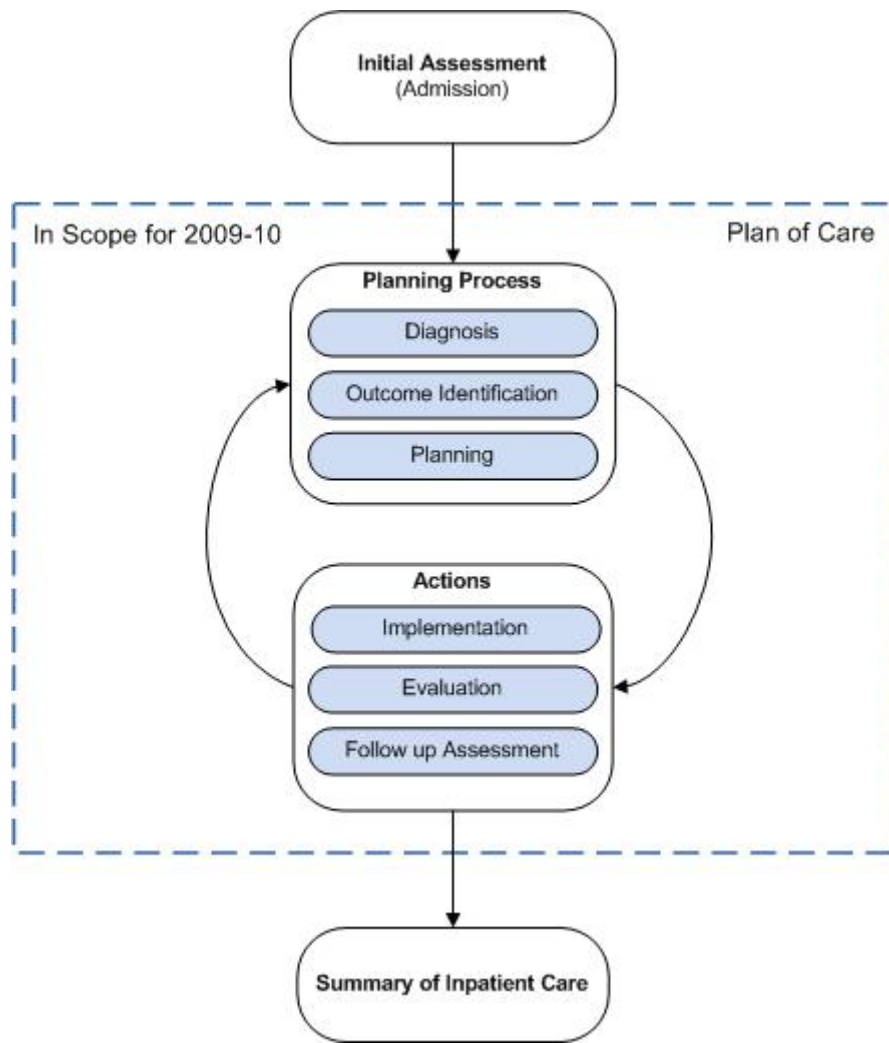 Initial Assessment
(Admission)
In Scope for 2009-10
Plan of Care
Planning Process
Diagnosis
Outcome Identification
Planning
Actions
Implementation
Evaluation
Follow up Assessment
Summary of Inpatient Care